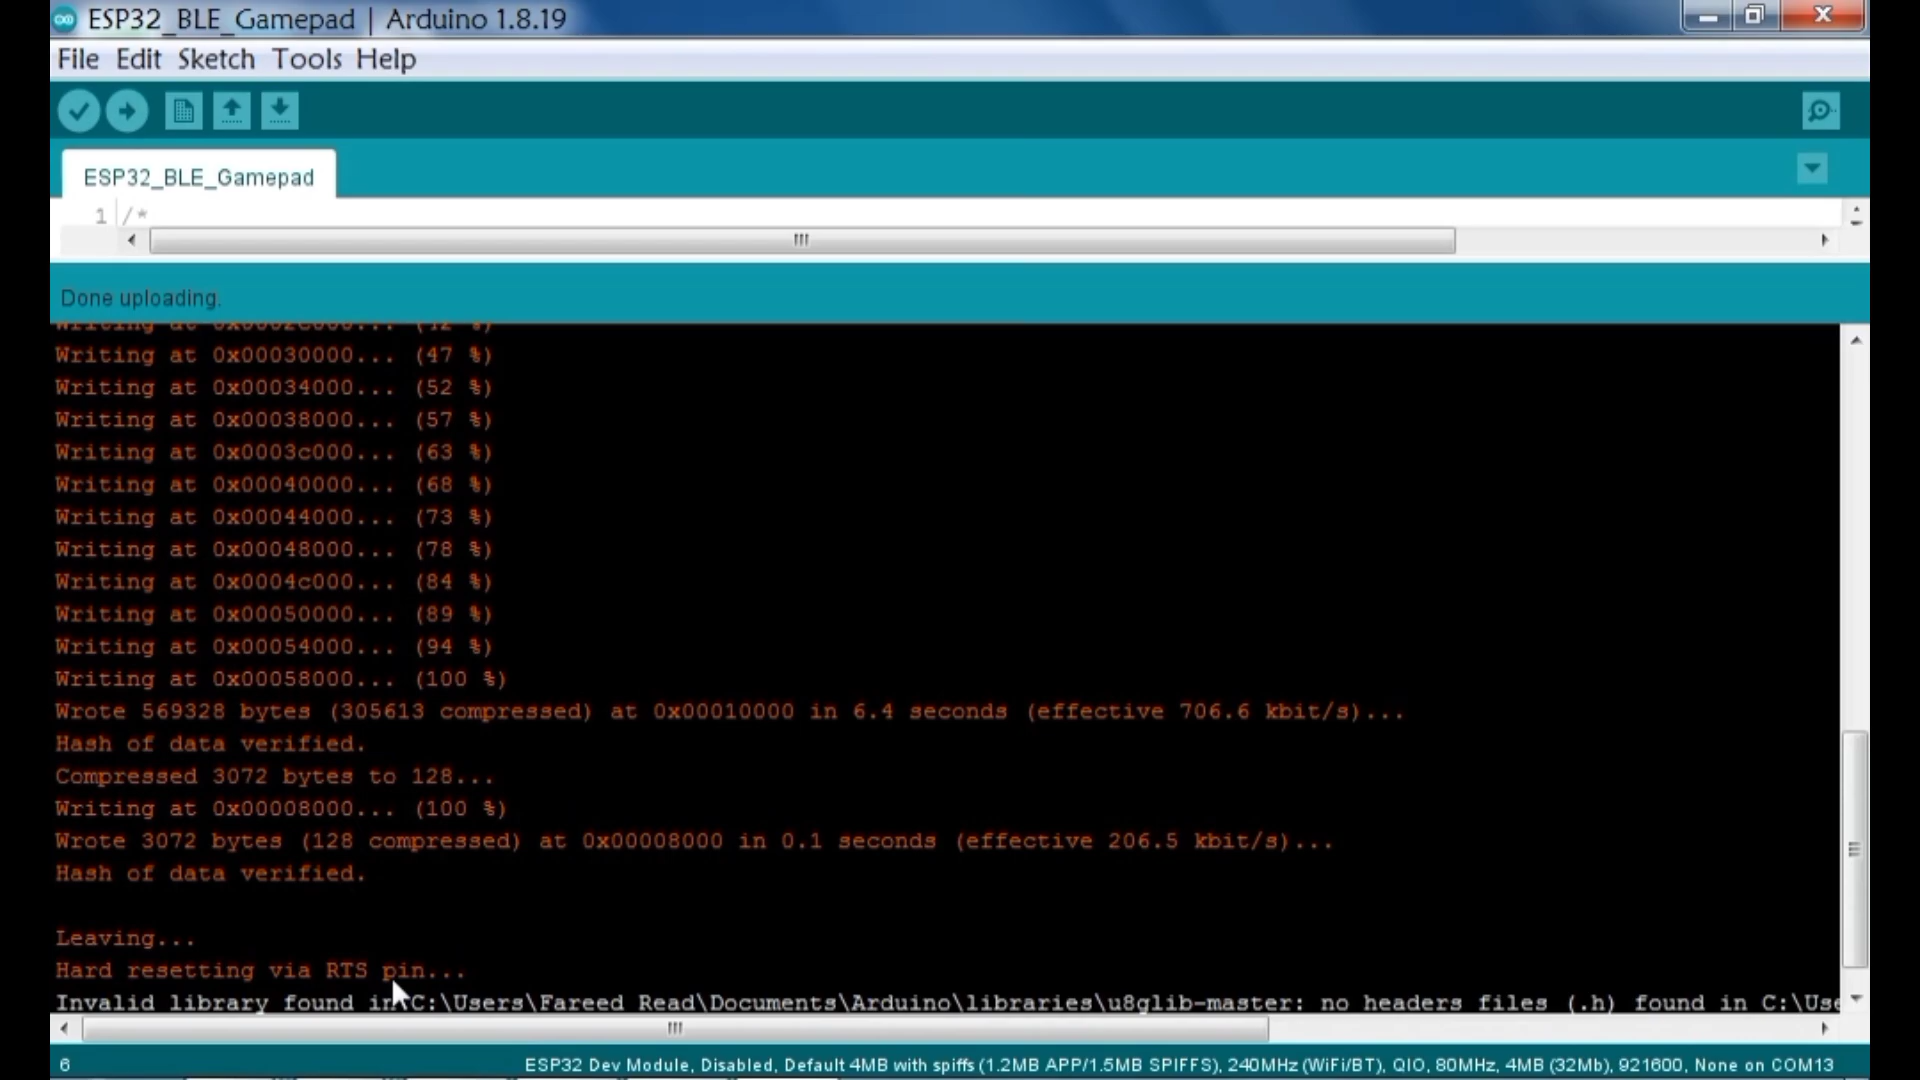 ESP32_BLE_Gamepad | Arduino 1.8.19
File Edit Sketch Tools Help
ESP32_BLE_Gamepad
1 /*
Done uploading.
Writing at 0x0002c000... (42 %)
Writing at 0x00030000... (47 %)
Writing at 0x00034000... (52 %)
Writing at 0x00038000... (57 %)
Writing at 0x0003c000... (63 %)
Writing at 0x00040000... (68 %)
Writing at 0x00044000... (73 %)
Writing at 0x00048000... (78 %)
Writing at 0x0004c000... (84 %)
Writing at 0x00050000... (89 %)
Writing at 0x00054000... (94 %)
Writing at 0x00058000... (100 %)
Wrote 569328 bytes (305613 compressed) at 0x00010000 in 6.4 seconds (effective 706.6 kbit/s)...
Hash of data verified.
Compressed 3072 bytes to 128...
Writing at 0x00008000... (100 %)
Wrote 3072 bytes (128 compressed) at 0x00008000 in 0.1 seconds (effective 206.5 kbit/s)...
Hash of data verified.
Leaving...
Hard resetting via RTS pin...
Invalid library found in C:\Users\Fareed Read\Documents\Arduino\libraries\u8glib-master: no headers files (.h) found in C:\Use
6 ESP32 Dev Module, Disabled, Default 4MB with spiffs (1.2MB APP/1.5MB SPIFFS), 240MHz (WiFi/BT), QIO, 80MHz, 4MB (32Mb), 921600, None on COM13